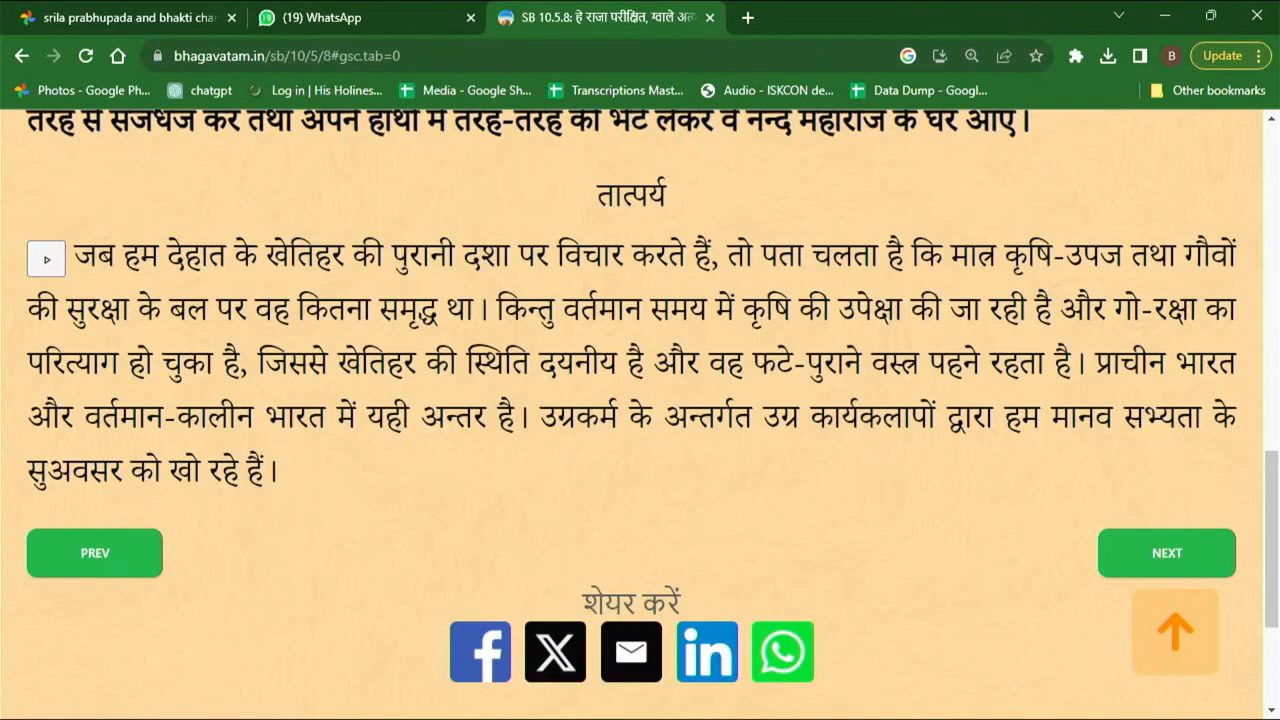 srila prabhupada and bhakti cha
(19) WhatsApp
SB 10.5.8: हे राजा परीक्षित, ग्वाले अत्य
bhagavatam.in/sb/10/5/8#gsc.tab=0
B
Update
Photos - Google Ph...
chatgpt
Log in | His Holines...
Media - Google Sh...
Transcriptions Mast...
Audio - ISKCON de...
Data Dump - Googl...
Other bookmarks
तरह से सजधज कर तथा अपने हाथों में तरह-तरह की भेंटें लेकर वे नन्द महाराज के घर आए।
तात्पर्य
जब हम देहात के खेतिहर की पुरानी दशा पर विचार करते हैं, तो पता चलता है कि मात्र कृषि-उपज तथा गौवों
की सुरक्षा के बल पर वह कितना समृद्ध था। किन्तु वर्तमान समय में कृषि की उपेक्षा की जा रही है और गो-रक्षा का
परित्याग हो चुका है, जिससे खेतिहर की स्थिति दयनीय है और वह फटे-पुराने वस्त्र पहने रहता है। प्राचीन भारत
और वर्तमान-कालीन भारत में यही अन्तर है। उग्रकर्म के अन्तर्गत उग्र कार्यकलापों द्वारा हम मानव सभ्यता के
सुअवसर को खो रहे हैं।
PREV
NEXT
शेयर करें